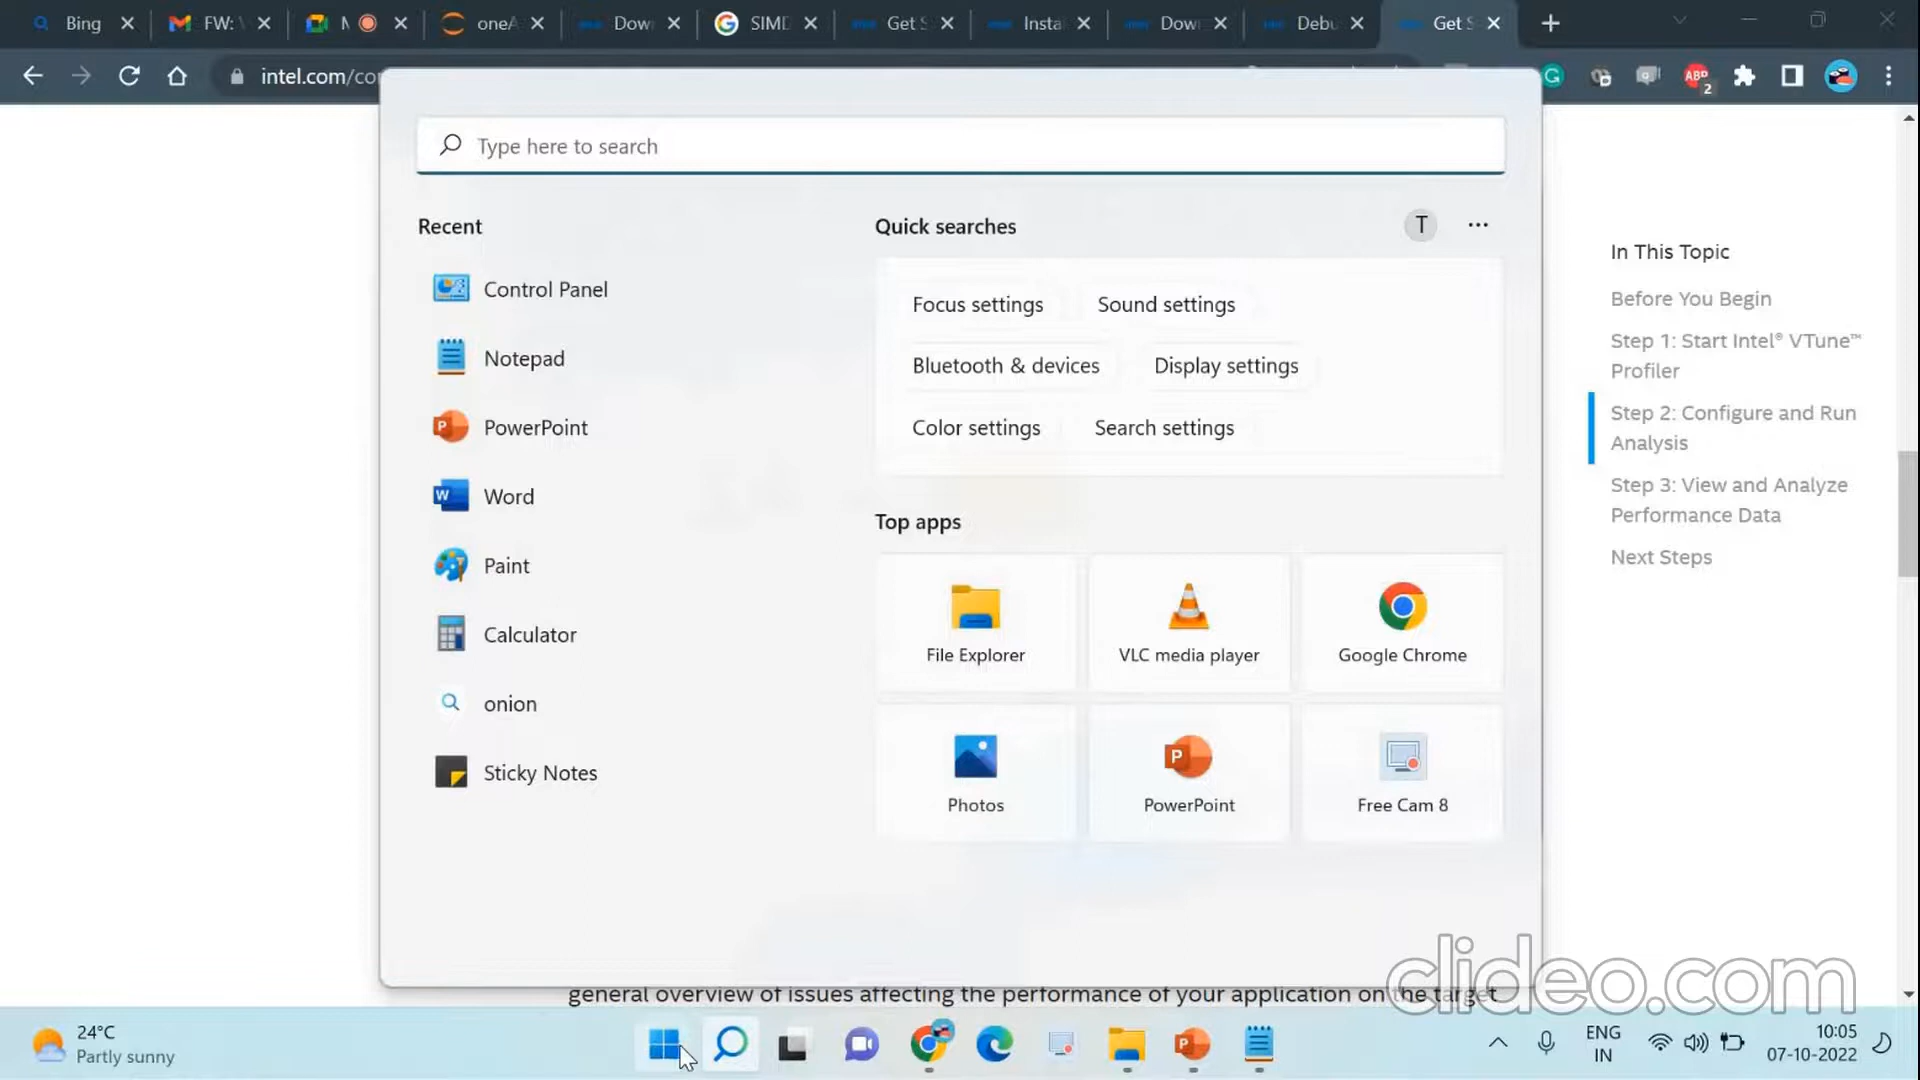 Bing
FW:
M
oneA
Dow
SIMD
Get S
Insta
Dow
Debu
Get S
intel.com/co
ABP
2
Type here to search
Recent
Control Panel
Notepad
PowerPoint
Word
Paint
Calculator
onion
Sticky Notes
Quick searches
T
Focus settings
Sound settings
Bluetooth & devices
Display settings
Color settings
Search settings
Top apps
File Explorer
VLC media player
Google Chrome
Photos
PowerPoint
Free Cam 8
In This Topic
Before You Begin
Step 1: Start Intel® VTune™
Profiler
Step 2: Configure and Run
Analysis
Step 3: View and Analyze
Performance Data
Next Steps
general overview of issues affecting the performance of your application on the target
clideo.com
24°C
Partly sunny
ENG
IN
10:05
07-10-2022